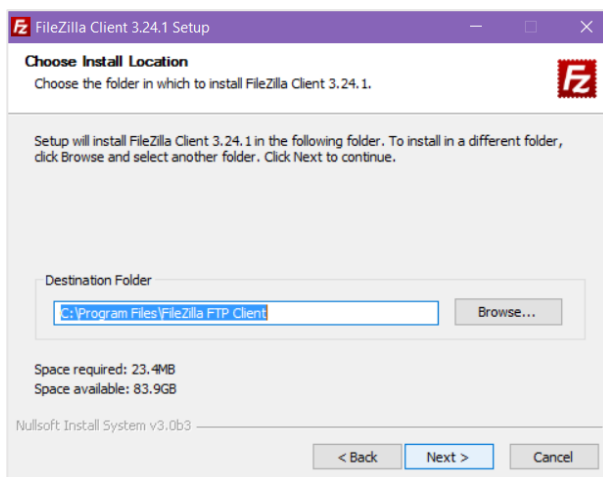 Fz FileZilla Client 3.24.1 Setup
Choose Install Location
Choose the folder in which to install FileZilla Client 3.24.1.
Fz
Setup will install FileZilla Client 3.24.1 in the following folder. To install in a different folder,
click Browse and select another folder. Click Next to continue.
Destination Folder
C:\Program Files\FileZilla FTP Client
Browse...
Space required: 23.4MB
Space available: 83.9GB
Nullsoft Install System v3.0b3
< Back Next > Cancel